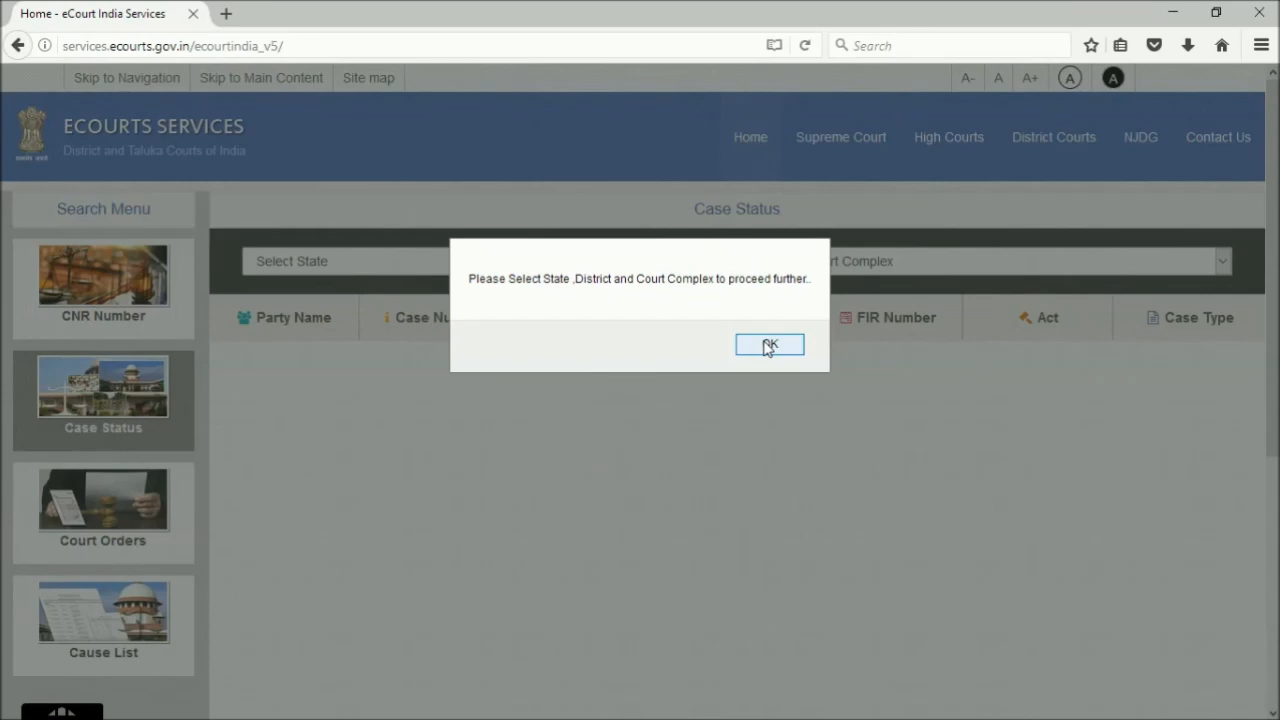 Home - eCourt India Services
services.ecourts.gov.in/ecourtindia_v5/
Search
Skip to Navigation
Skip to Main Content
Site map
A-
A
A+
A
A
ECOURTS SERVICES
District and Taluka Courts of India
Home
Supreme Court
High Courts
District Courts
NJDG
Contact Us
Search Menu
Case Status
CNR Number
Case Status
Court Orders
Cause List
Select State
Complex
Please Select State ,District and Court Complex to proceed further..
OK
Party Name
FIR Number
Act
Case Type